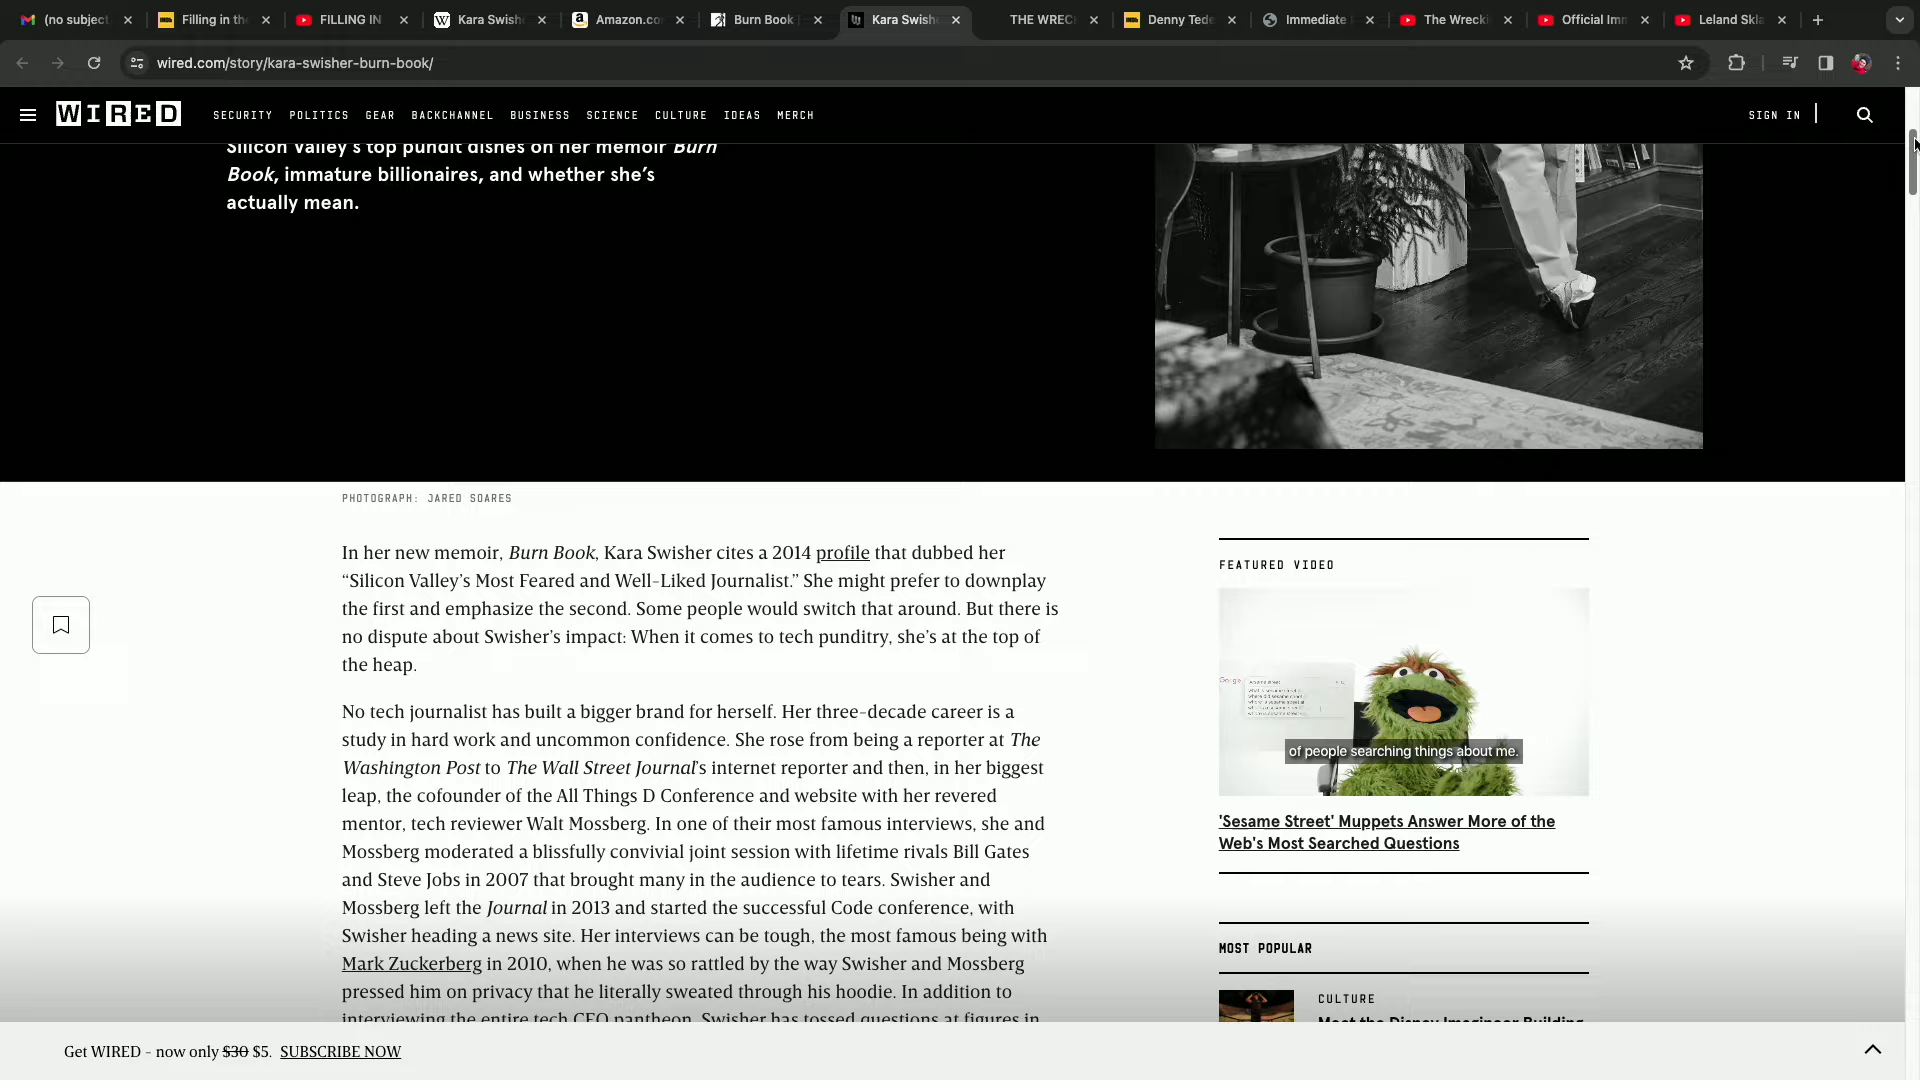 (no subject
Filling in the
FILLING IN
Kara Swishe
Amazon.co
Burn Book
Kara Swishe
THE WREC
Denny Tede
Immediate
The Wrecki
Official Imm
Leland Skla
wired.com/story/kara-swisher-burn-book/
WIRED
SECURITY POLITICS GEAR BACKCHANNEL BUSINESS SCIENCE CULTURE IDEAS MERCH
SIGN IN
Silicon Valley's top pundit dishes on her memoir Burn
Book, immature billionaires, and whether she's
actually mean.
PHOTOGRAPH: JARED SOARES
In her new memoir, Burn Book, Kara Swisher cites a 2014 profile that dubbed her
“Silicon Valley's Most Feared and Well-Liked Journalist.” She might prefer to downplay
the first and emphasize the second. Some people would switch that around. But there is
no dispute about Swisher's impact: When it comes to tech punditry, she's at the top of
the heap.
No tech journalist has built a bigger brand for herself. Her three-decade career is a
study in hard work and uncommon confidence. She rose from being a reporter at The
Washington Post to The Wall Street Journal's internet reporter and then, in her biggest
leap, the cofounder of the All Things D Conference and website with her revered
mentor, tech reviewer Walt Mossberg. In one of their most famous interviews, she and
Mossberg moderated a blissfully convivial joint session with lifetime rivals Bill Gates
and Steve Jobs in 2007 that brought many in the audience to tears. Swisher and
Mossberg left the Journal in 2013 and started the successful Code conference, with
Swisher heading a news site. Her interviews can be tough, the most famous being with
Mark Zuckerberg in 2010, when he was so rattled by the way Swisher and Mossberg
pressed him on privacy that he literally sweated through his hoodie. In addition to
interviewing the entire tech CEO pantheon, Swisher has tossed questions at figures in
FEATURED VIDEO
of people searching things about me.
'Sesame Street' Muppets Answer More of the
Web's Most Searched Questions
MOST POPULAR
CULTURE
Meet the Disney Imagineer Building
Get WIRED - now only $30 $5. SUBSCRIBE NOW